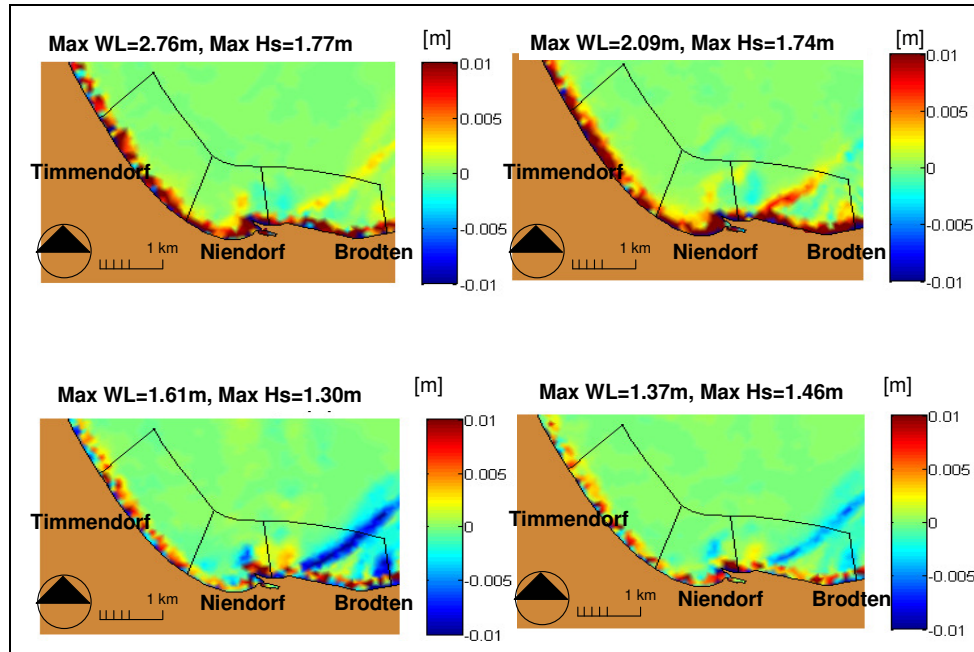 Max WL=2.76m, Max Hs=1.77m
[m]
0.01
0.005
0
-0.005
-0.01
Timmendorf
1 km
Niendorf
Brodten
Max WL=2.09m, Max Hs=1.74m
[m]
0.01
0.005
0
-0.005
-0.01
Timmendorf
1 km
Niendorf
Brodten
Max WL=1.61m, Max Hs=1.30m
[m]
0.01
0.005
0
-0.005
-0.01
Timmendorf
1 km
Niendorf
Brodten
Max WL=1.37m, Max Hs=1.46m
[m]
0.01
0.005
0
-0.005
-0.01
Timmendorf
1 km
Niendorf
Brodten